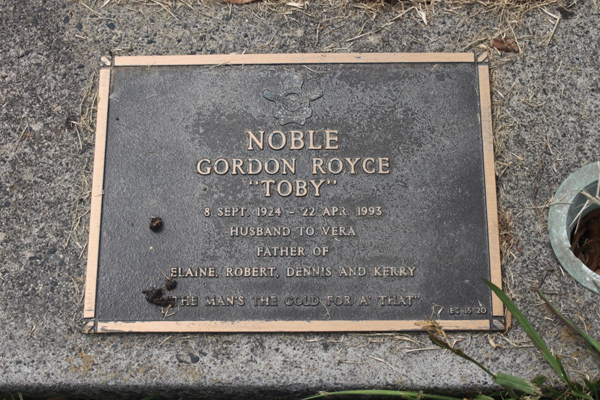 NOBLE
GORDON ROYCE
"TOBY"
8 SEPT. 1924 - 22 APR. 1993
HUSBAND TO VERA
FATHER OF
ELAINE, ROBERT, DENNIS AND KERRY
"THE MAN'S THE GOLD FOR A' THAT"